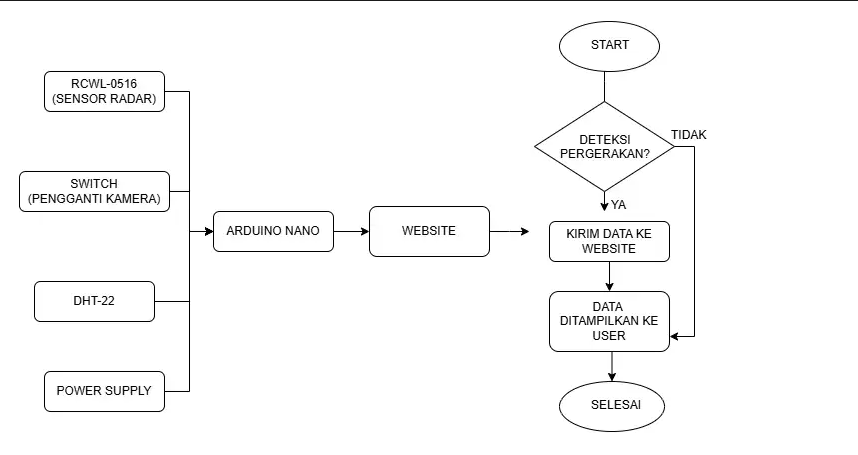 RCWL-0516
(SENSOR RADAR)
SWITCH
(PENGGANTI KAMERA)
DHT-22
POWER SUPPLY
ARDUINO NANO
WEBSITE
START
DETEKSI
PERGERAKAN?
TIDAK
YA
KIRIM DATA KE
WEBSITE
DATA
DITAMPILKAN KE
USER
SELESAI